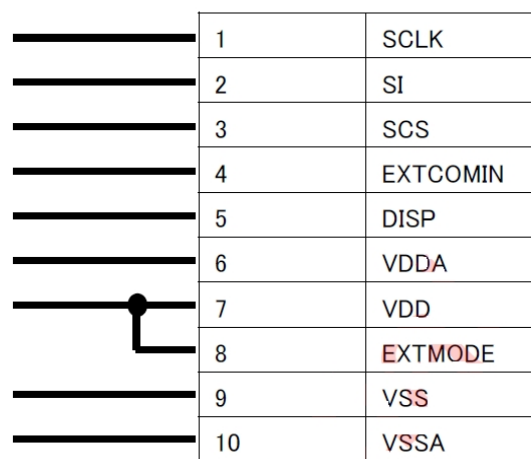 1 SCLK
2 SI
3 SCS
4 EXTCOMIN
5 DISP
6 VDDA
7 VDD
8 EXTMODE
9 VSS
10 VSSA